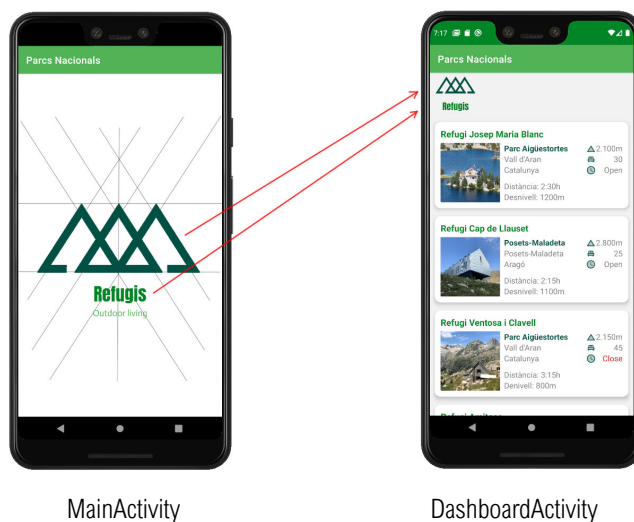 Parcs Nacionals
Refugis
Outdoor living
MainActivity
7:17
Parcs Nacionals
Refugis
Refugi Josep Maria Blanc
Parc Aigüestortes 2.100m
Vall d'Aran 30
Catalunya Open
Distància: 2:30h
Desnivell: 1200m
Refugi Cap de Llauset
Posets-Maladeta 2.800m
Posets-Maladeta 25
Aragó Open
Distància: 2:15h
Desnivell: 1100m
Refugi Ventosa i Clavell
Parc Aigüestortes 2.150m
Vall d'Aran 45
Catalunya Close
Distància: 3:15h
Denivell: 800m
DashboardActivity